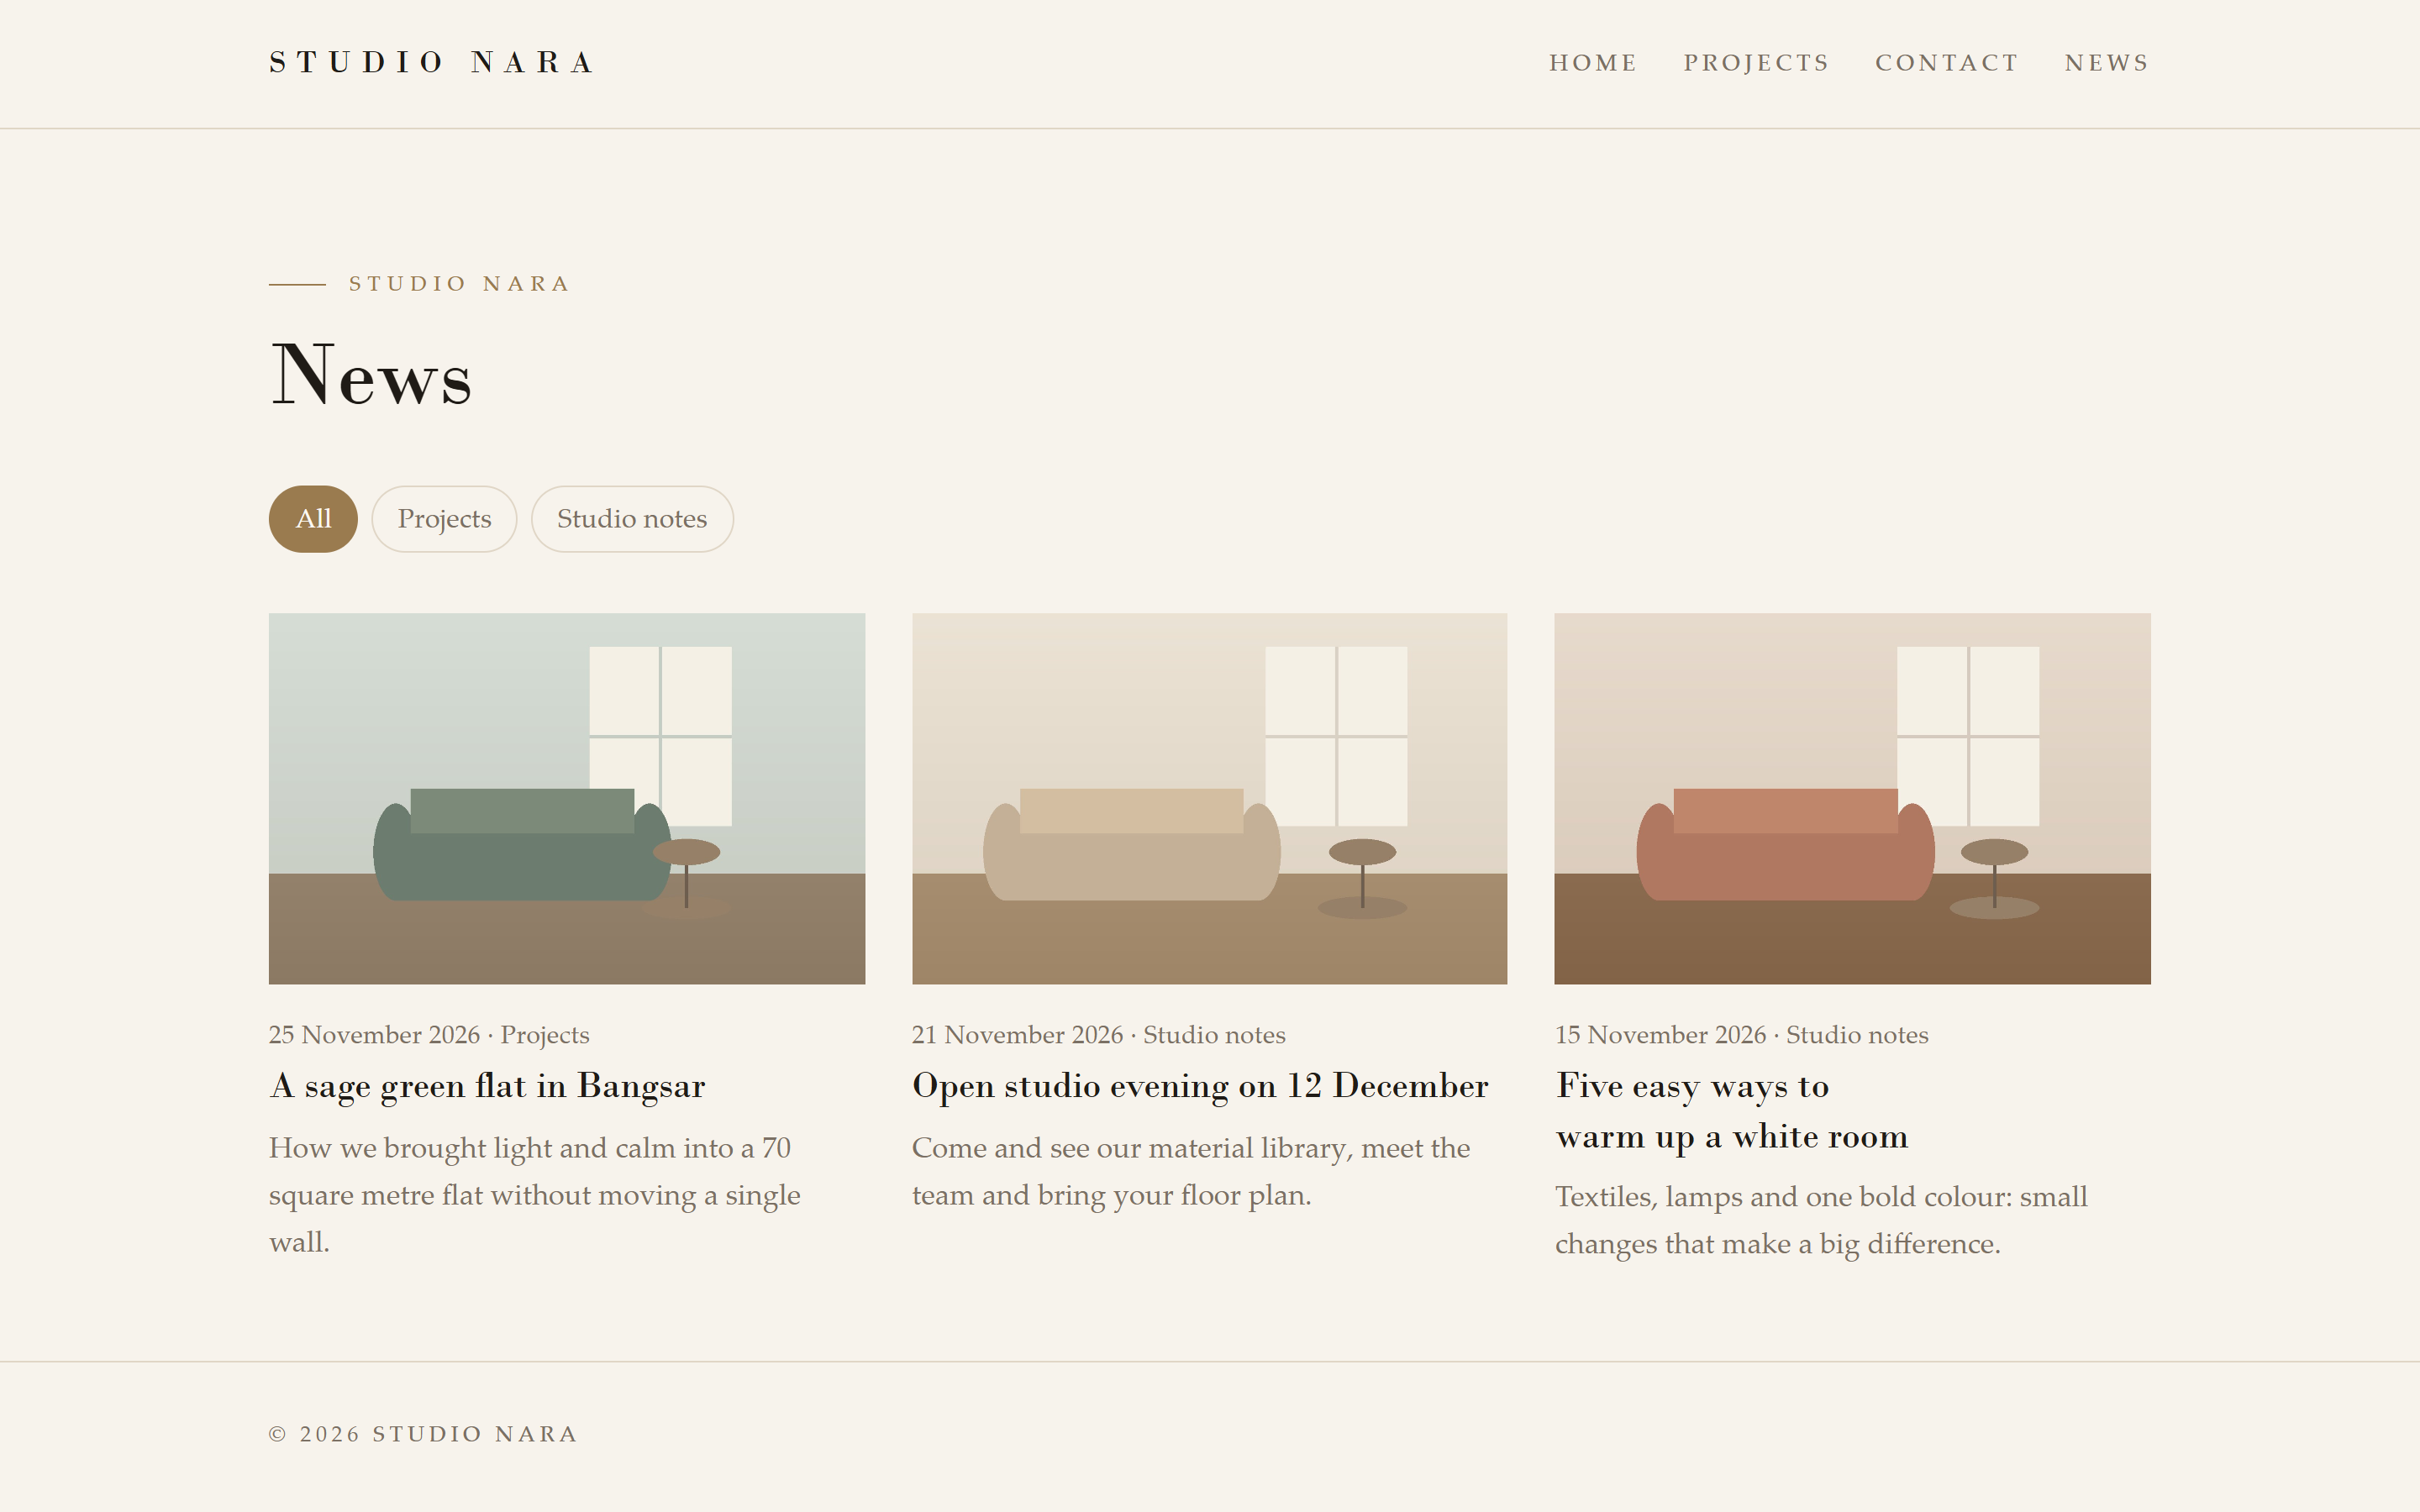 STUDIO NARA
HOME PROJECTS CONTACT NEWS
STUDIO NARA
News
All Projects Studio notes
25 November 2026 · Projects
A sage green flat in Bangsar
How we brought light and calm into a 70
square metre flat without moving a single
wall.
21 November 2026 · Studio notes
Open studio evening on 12 December
Come and see our material library, meet the
team and bring your floor plan.
15 November 2026 · Studio notes
Five easy ways to
warm up a white room
Textiles, lamps and one bold colour: small
changes that make a big difference.
© 2026 STUDIO NARA